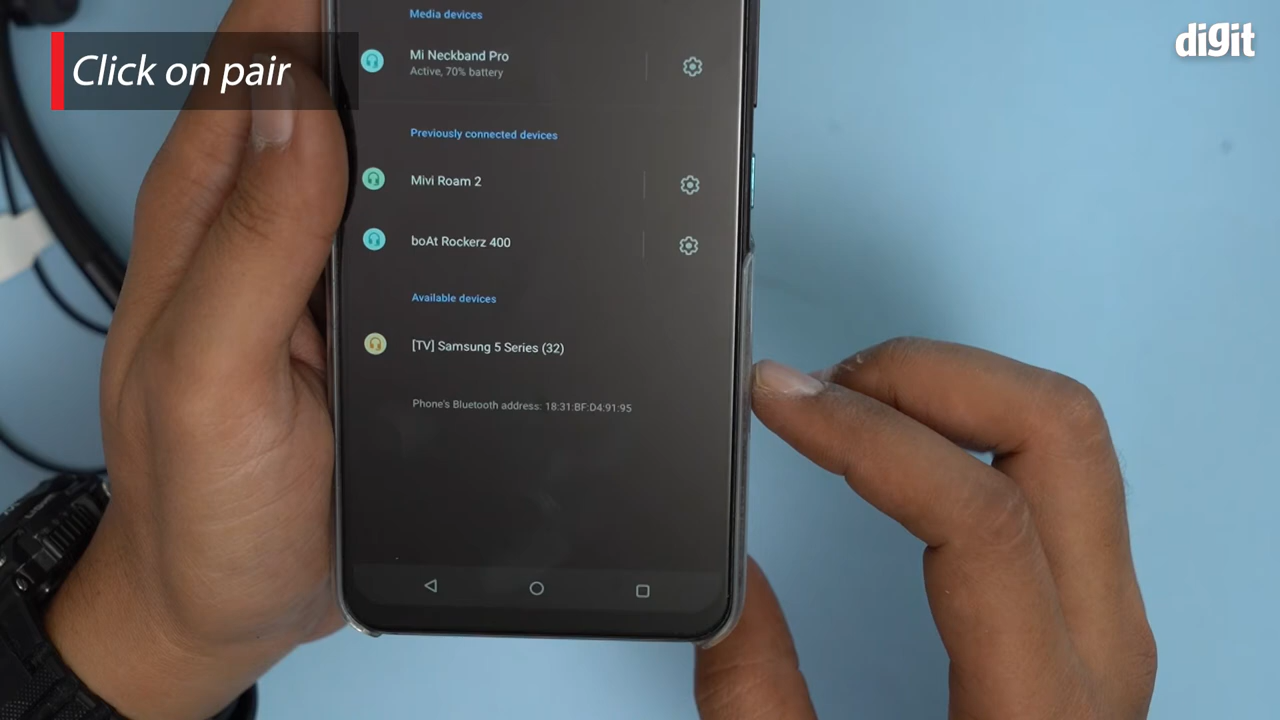 Click on pair
digit
Media devices
Mi Neckband Pro
Active, 70% battery
Previously connected devices
Mivi Roam 2
boAt Rockerz 400
Available devices
[TV] Samsung 5 Series (32)
Phone's Bluetooth address: 18:31:BF:D4:91:95